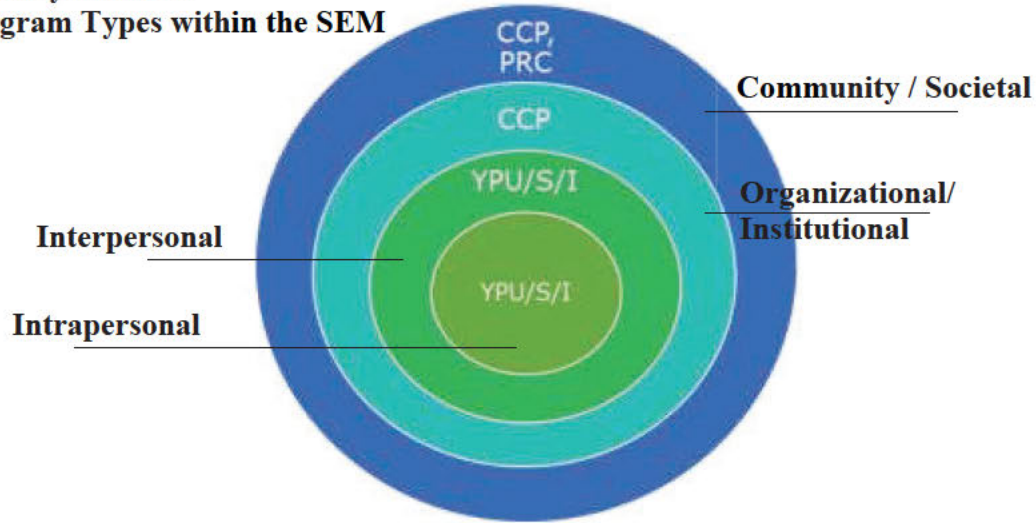 gram Types within the SEM
CCP,
PRC
Community / Societal
CCP
YPU/S/I
Organizational/
Institutional
Interpersonal
YPU/S/I
Intrapersonal